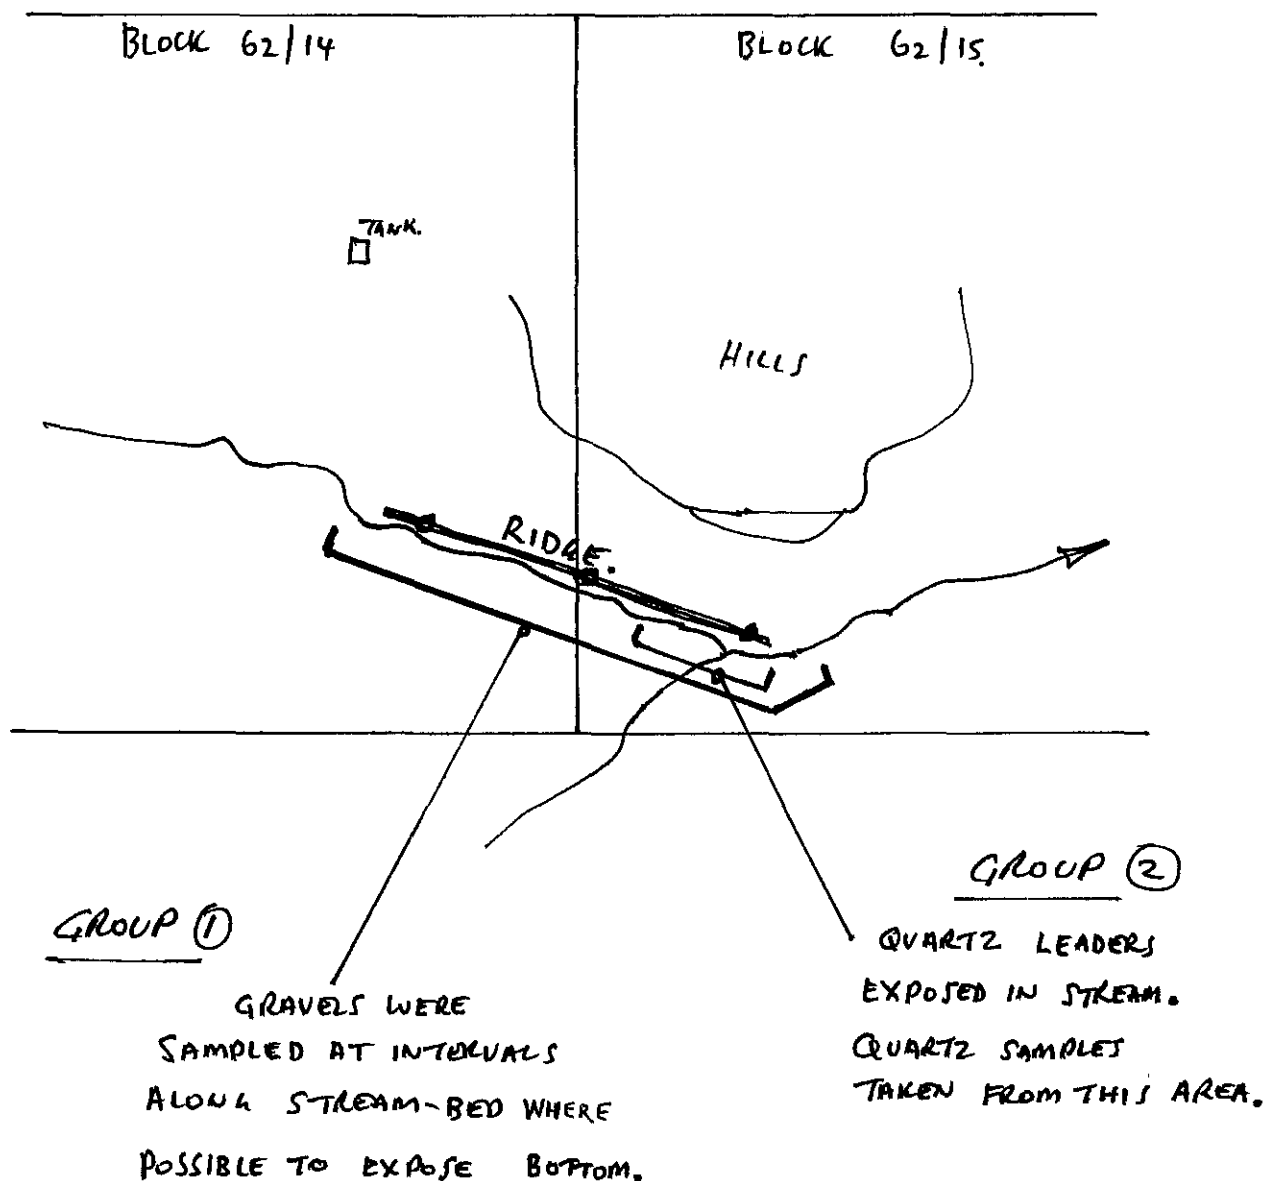 BLOCK 62/14
BLOCK 62/15.
TANK.
HILLS
RIDGE.
GROUP 2
QUARTZ LEADERS
EXPOSED IN STREAM.
QUARTZ SAMPLES
TAKEN FROM THIS AREA.
GROUP 1
GRAVELS WERE
SAMPLED AT INTERVALS
ALONG STREAM-BED WHERE
POSSIBLE TO EXPOSE BOTTOM.